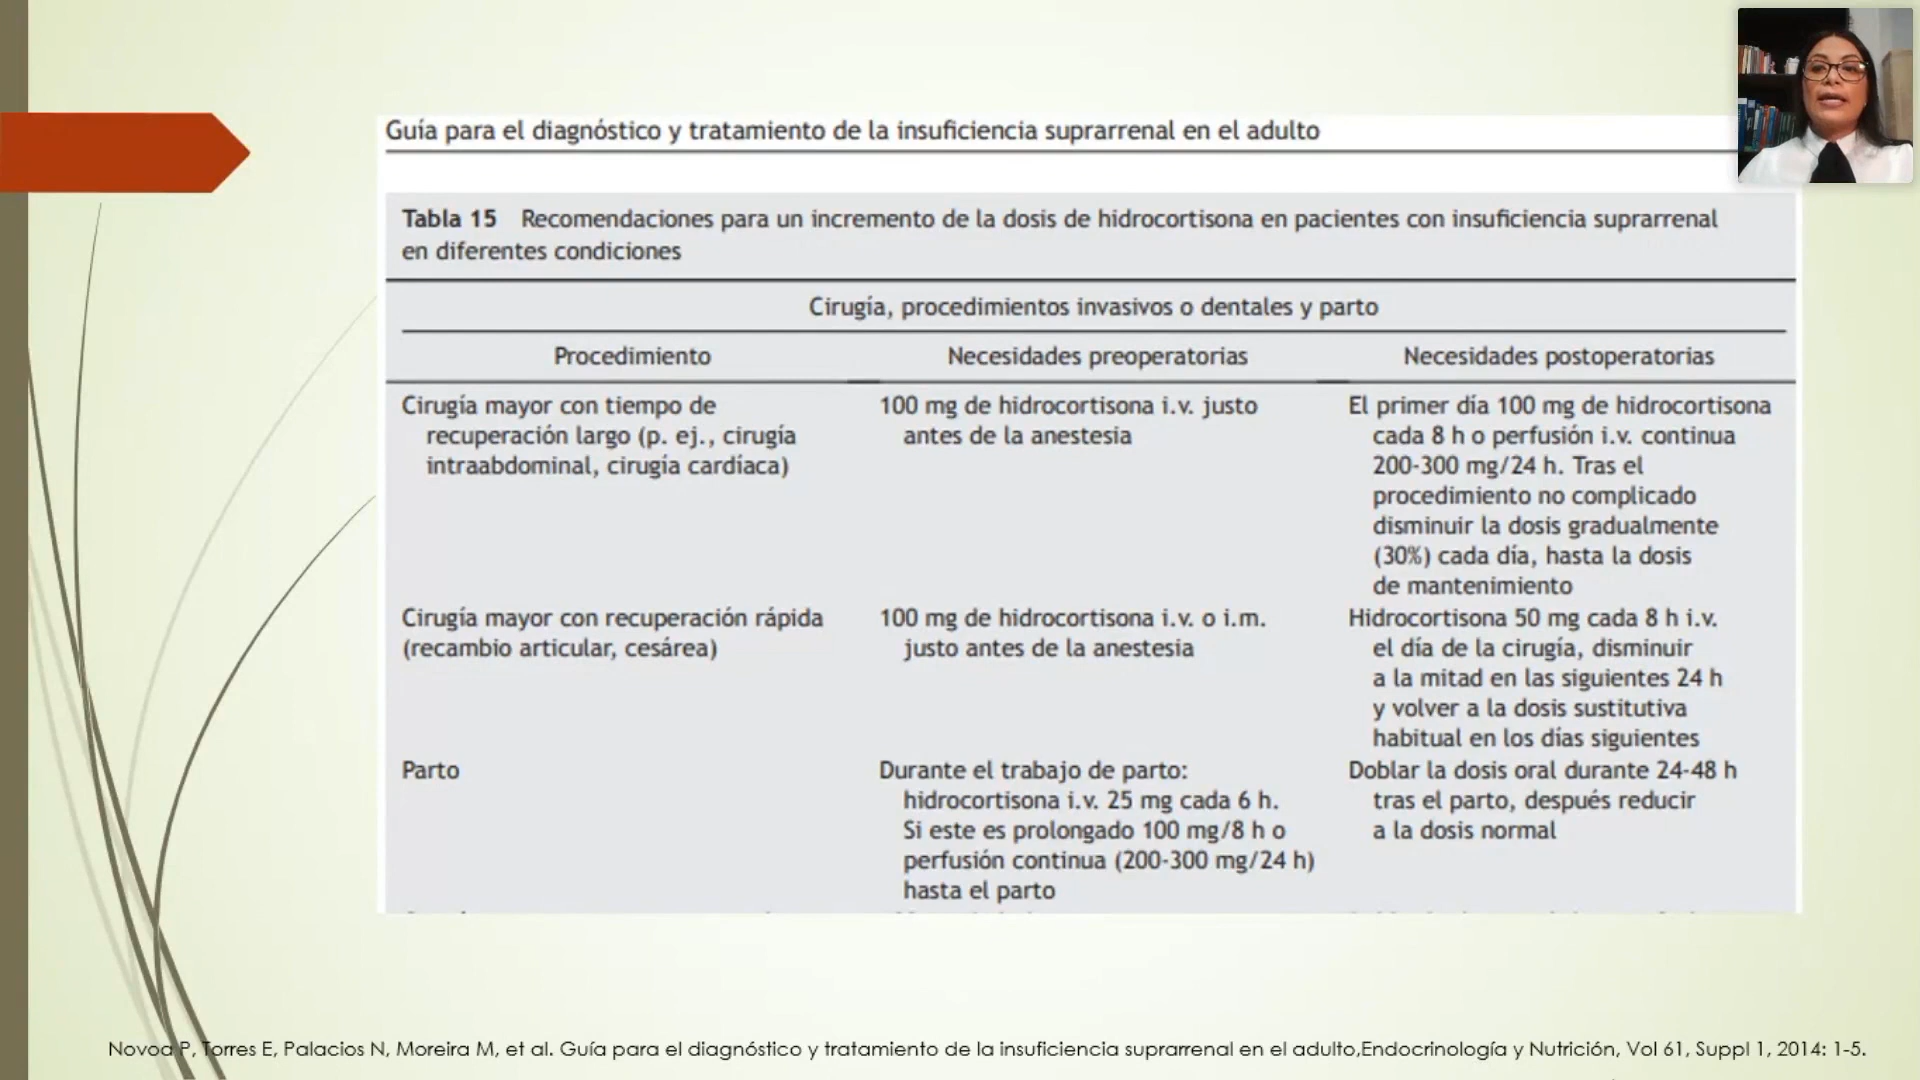 Guía para el diagnóstico y tratamiento de la insuficiencia suprarrenal en el adulto
Tabla 15 Recomendaciones para un incremento de la dosis de hidrocortisona en pacientes con insuficiencia suprarrenal
en diferentes condiciones
Cirugía, procedimientos invasivos o dentales y parto
Procedimiento
Necesidades preoperatorias
Necesidades postoperatorias
Cirugía mayor con tiempo de
recuperación largo (p. ej., cirugía
intraabdominal, cirugía cardíaca)
100 mg de hidrocortisona i.v. justo
antes de la anestesia
El primer día 100 mg de hidrocortisona
cada 8 h o perfusión i.v. continua
200-300 mg/24 h. Tras el
procedimiento no complicado
disminuir la dosis gradualmente
(30%) cada día, hasta la dosis
de mantenimiento
Cirugía mayor con recuperación rápida
(recambio articular, cesárea)
100 mg de hidrocortisona i.v. o i.m.
justo antes de la anestesia
Hidrocortisona 50 mg cada 8 h i.v.
el día de la cirugía, disminuir
a la mitad en las siguientes 24 h
y volver a la dosis sustitutiva
habitual en los días siguientes
Parto
Durante el trabajo de parto:
hidrocortisona i.v. 25 mg cada 6 h.
Si este es prolongado 100 mg/8 h o
perfusión continua (200-300 mg/24 h)
hasta el parto
Doblar la dosis oral durante 24-48 h
tras el parto, después reducir
a la dosis normal
Novoa P, Torres E, Palacios N, Moreira M, et al. Guía para el diagnóstico y tratamiento de la insuficiencia suprarrenal en el adulto,Endocrinología y Nutrición, Vol 61, Suppl 1, 2014: 1-5.